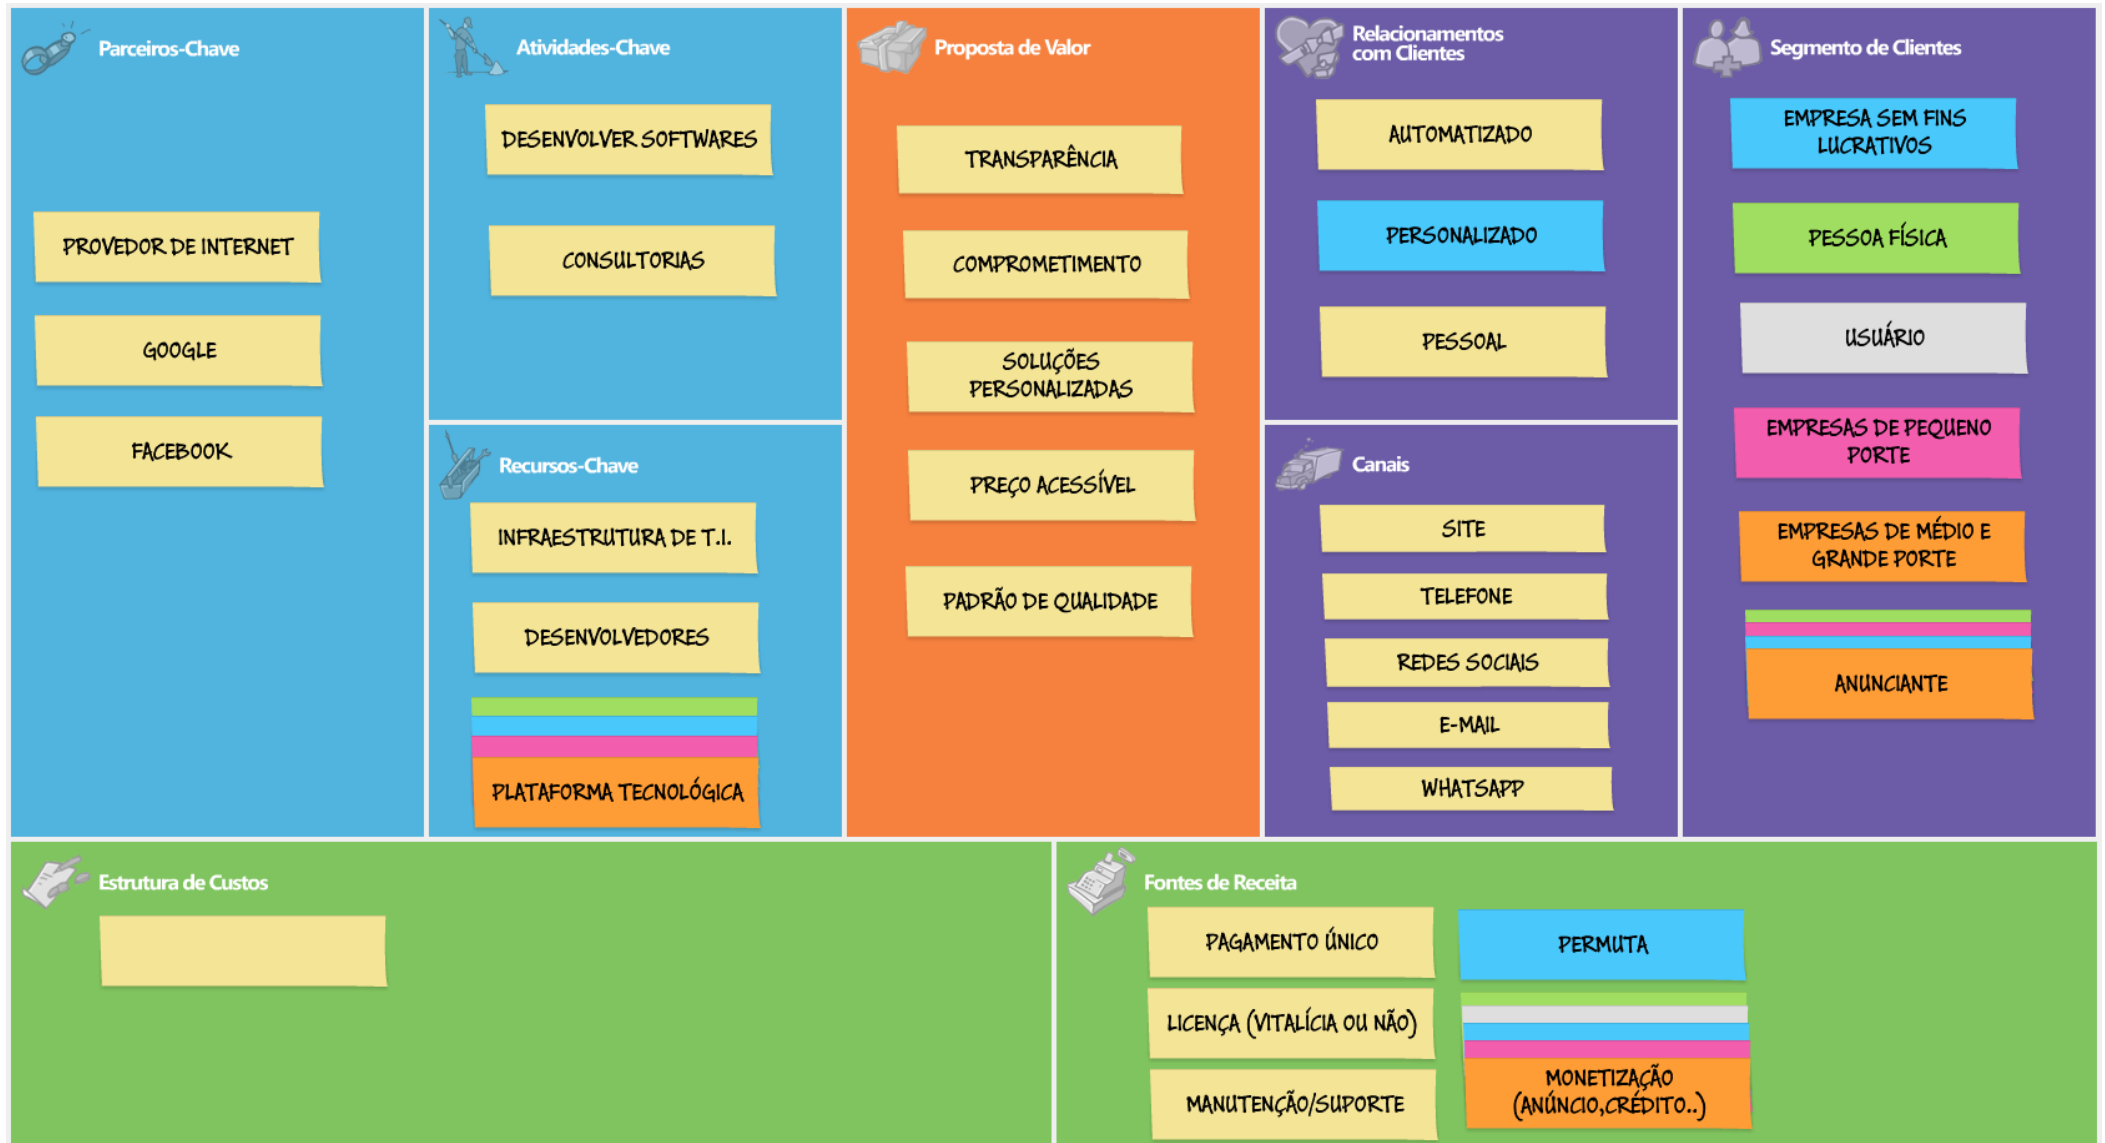 Parceiros-Chave
PROVEDOR DE INTERNET
GOOGLE
FACEBOOK
Atividades-Chave
DESENVOLVER SOFTWARES
CONSULTORIAS
Recursos-Chave
INFRAESTRUTURA DE T.I.
DESENVOLVEDORES
PLATAFORMA TECNOLÓGICA
Proposta de Valor
TRANSPARÊNCIA
COMPROMETIMENTO
SOLUÇÕES
PERSONALIZADAS
PREÇO ACESSÍVEL
PADRÃO DE QUALIDADE
Relacionamentos
com Clientes
AUTOMATIZADO
PERSONALIZADO
PESSOAL
Canais
SITE
TELEFONE
REDES SOCIAIS
E-MAIL
WHATSAPP
Segmento de Clientes
EMPRESA SEM FINS
LUCRATIVOS
PESSOA FÍSICA
USUÁRIO
EMPRESAS DE PEQUENO
PORTE
EMPRESAS DE MÉDIO E
GRANDE PORTE
ANUNCIANTE
Estrutura de Custos
Fontes de Receita
PAGAMENTO ÚNICO
LICENÇA (VITALÍCIA OU NÃO)
MANUTENÇÃO/SUPORTE
PERMUTA
MONETIZAÇÃO
(ANÚNCIO,CRÉDITO..)